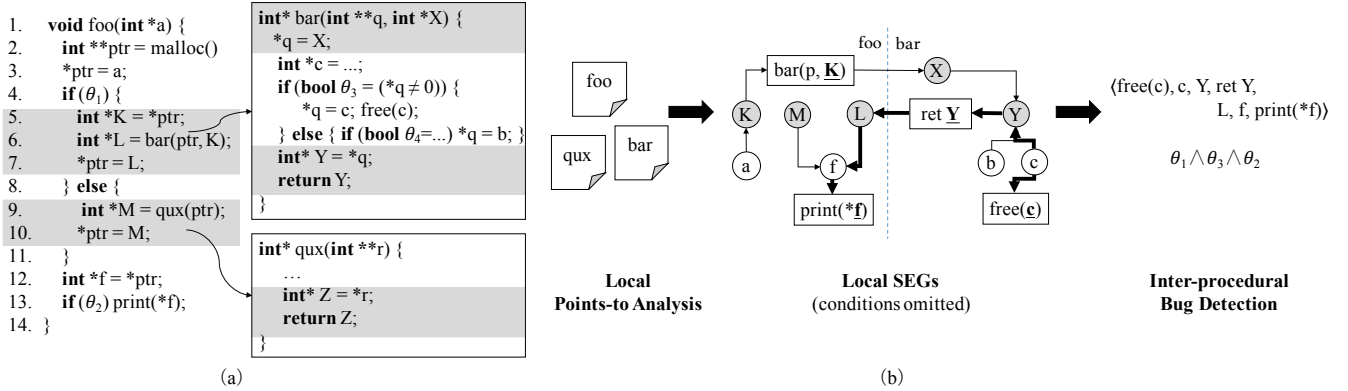 1. void foo(int *a) {
2. int **ptr = malloc()
3. *ptr = a;
4. if (θ1) {
5. int *K = *ptr;
6. int *L = bar(ptr, K);
7. *ptr = L;
8. } else {
9. int *M = qux(ptr);
10. *ptr = M;
11. }
12. int *f = *ptr;
13. if (θ2) print(*f);
14. }
int* bar(int **q, int *X) {
*q = X;
int *c = ...;
if (bool θ3 = (*q ≠ 0)) {
*q = c; free(c);
} else { if (bool θ4=...) *q = b; }
int* Y = *q;
return Y;
}
int* qux(int **r) {
...
int* Z = *r;
return Z;
}
(a)
foo
qux
bar
Local
Points-to Analysis
foo bar
bar(p, K)
X
K
M
L
ret Y
Y
a
f
b
c
print(*f)
free(c)
Local SEGs
(conditions omitted)
⟨free(c), c, Y, ret Y,
L, f, print(*f)⟩
θ1∧θ3∧θ2
Inter-procedural
Bug Detection
(b)